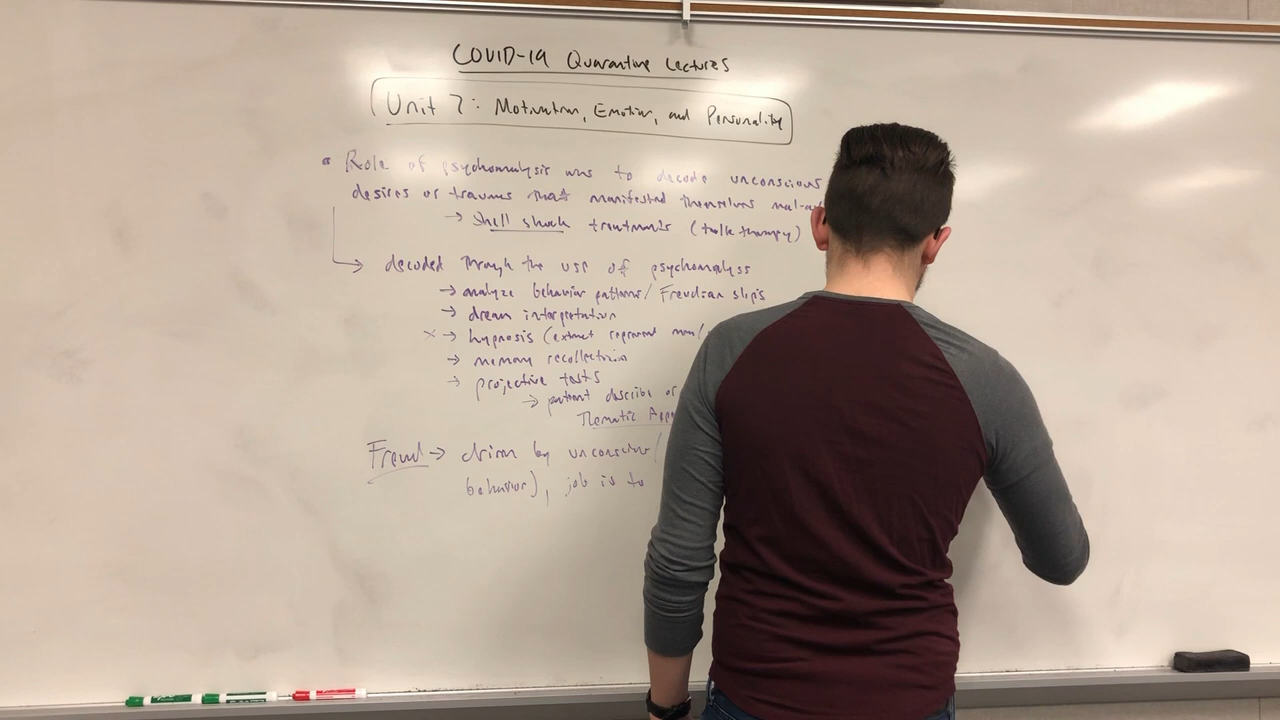 COVID-19 Quarantine Lectures
Unit 7: Motivation, Emotion, and Personality
Role of psychoanalysis was to decode unconscious
desires or traumas that manifested themselves mal-
→ shell shock treatments (talk therapy)
decoded through the use of psychoanalysis
→ analyze behavior patterns/ Freudian slips
→ dream interpretation
x → hypnosis (extract repressed
→ memory recollection
→ projective tests
→ patient describe
Thematic
Freud → driven by unconscious
behavior), job is to